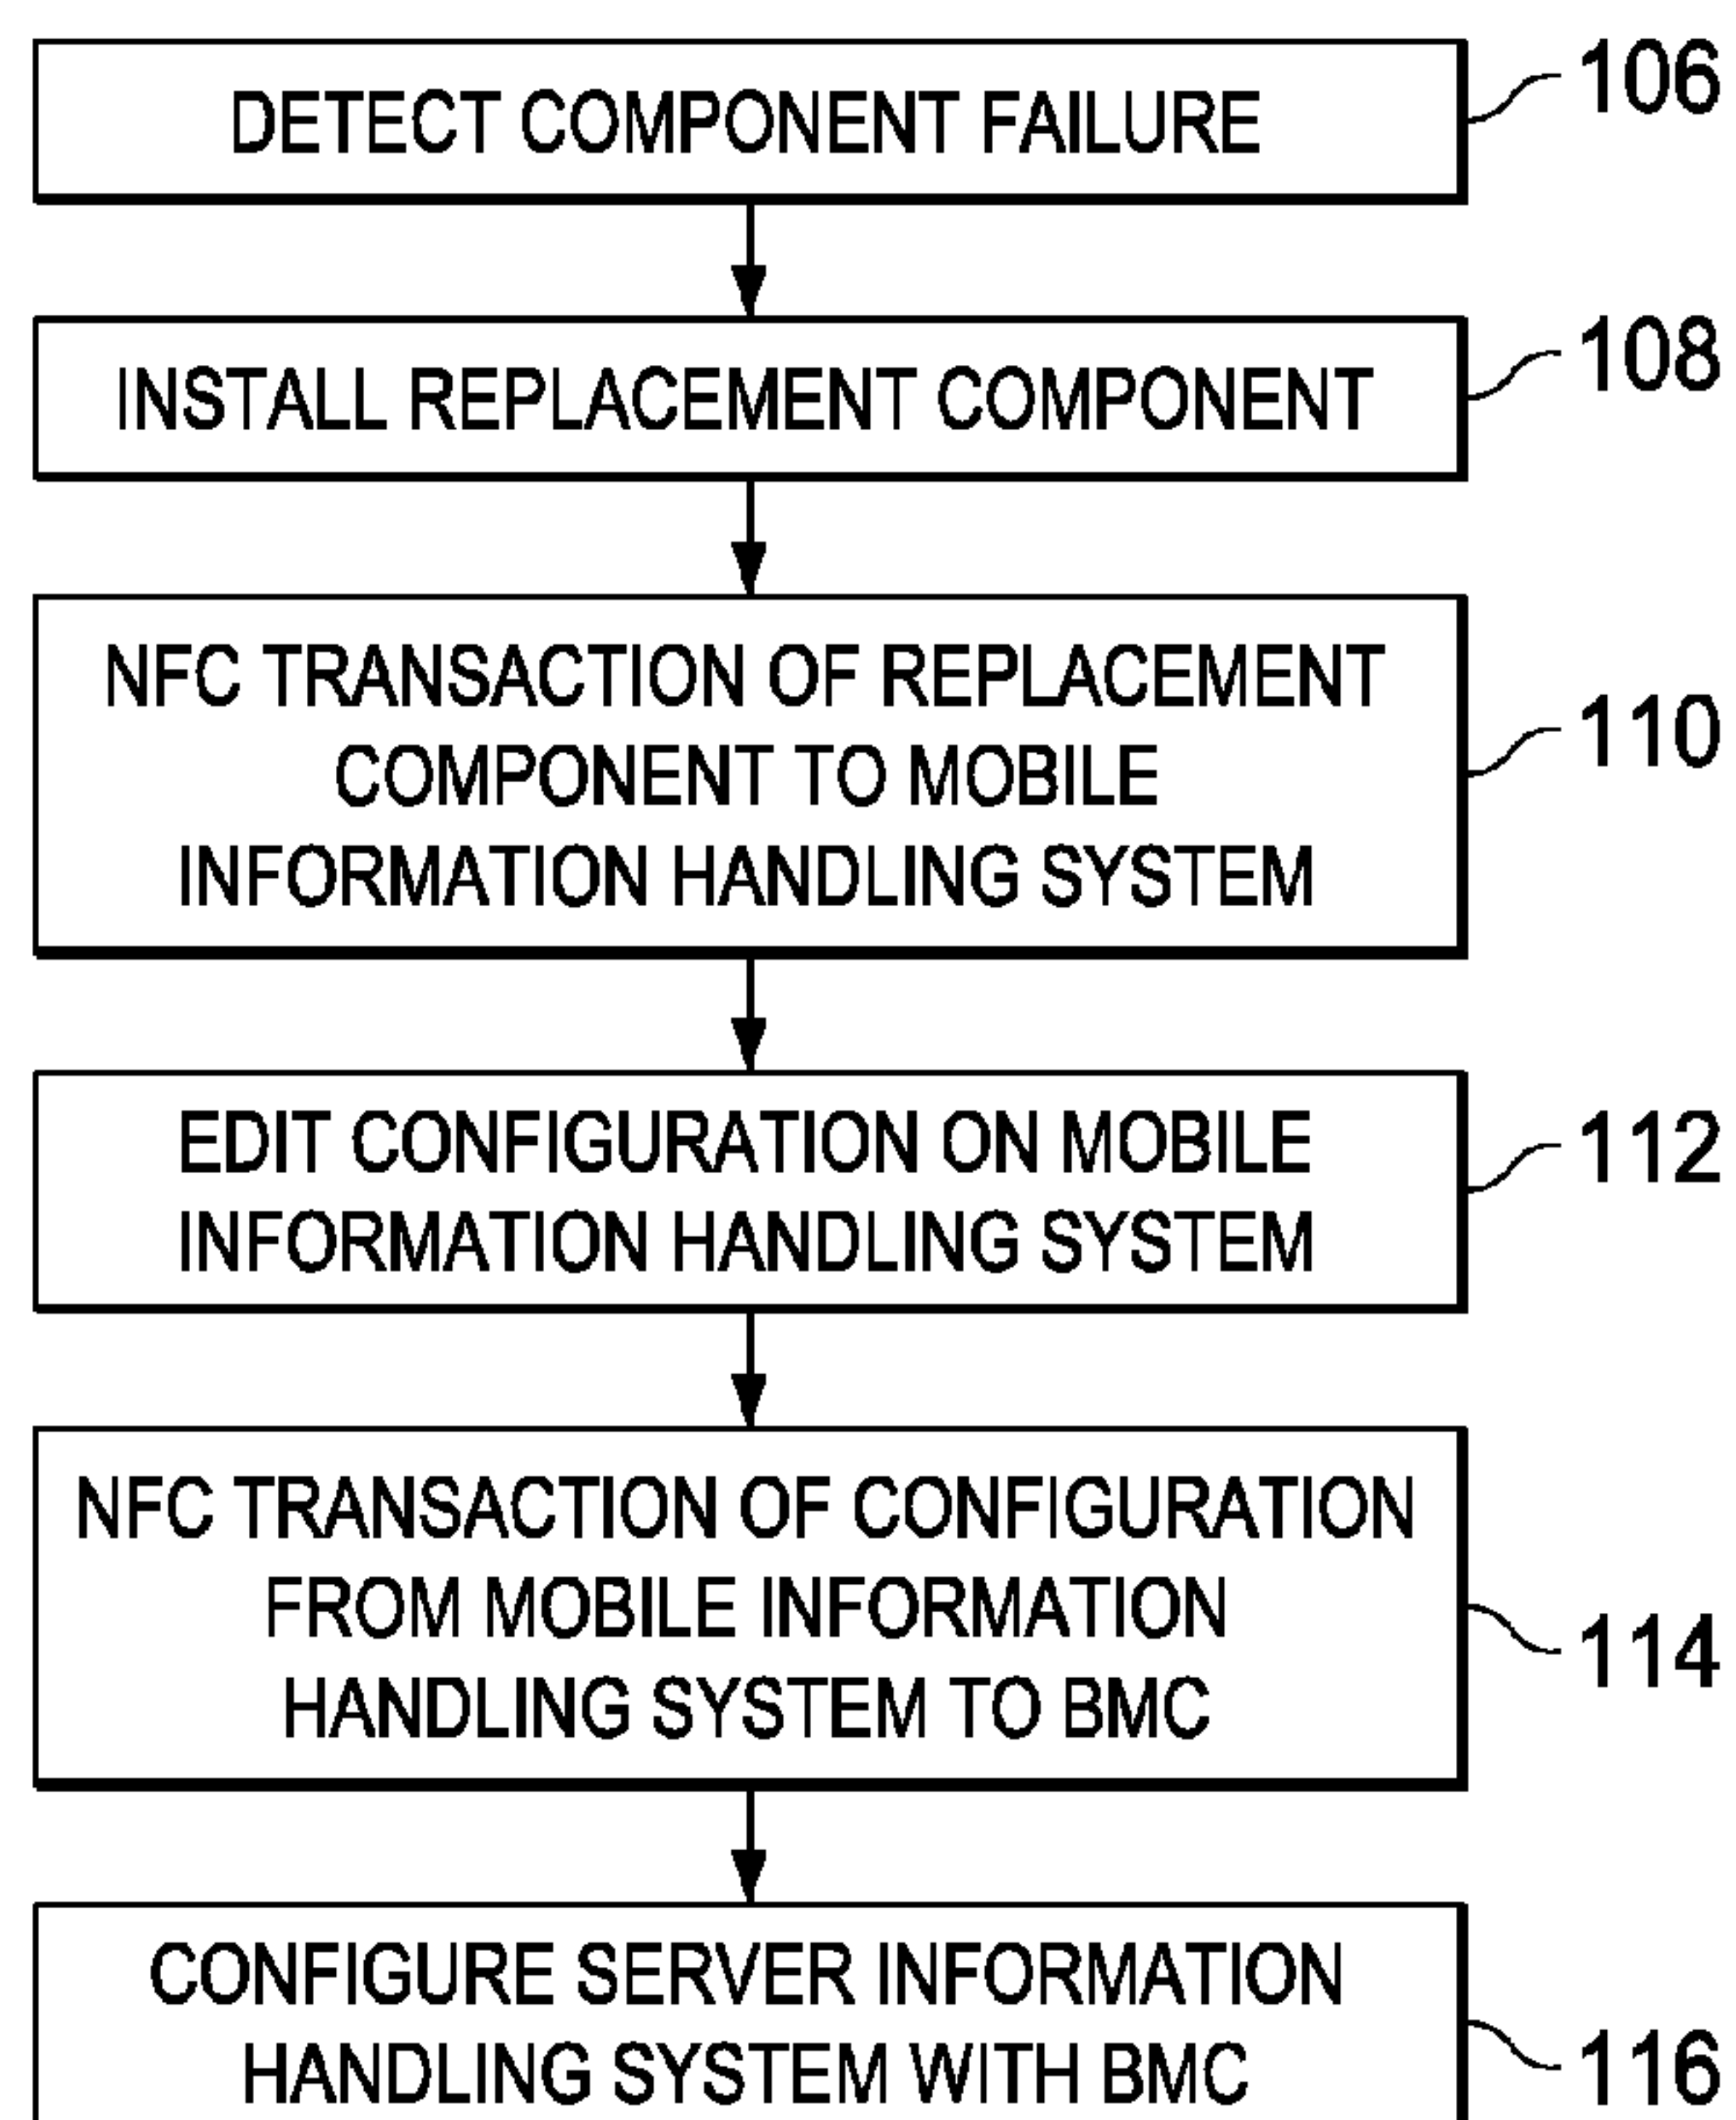 DETECT COMPONENT FAILURE
106
INSTALL REPLACEMENT COMPONENT
108
NFC TRANSACTION OF REPLACEMENT
COMPONENT TO MOBILE
INFORMATION HANDLING SYSTEM
110
EDIT CONFIGURATION ON MOBILE
INFORMATION HANDLING SYSTEM
112
NFC TRANSACTION OF CONFIGURATION
FROM MOBILE INFORMATION
HANDLING SYSTEM TO BMC
114
CONFIGURE SERVER INFORMATION
HANDLING SYSTEM WITH BMC
116